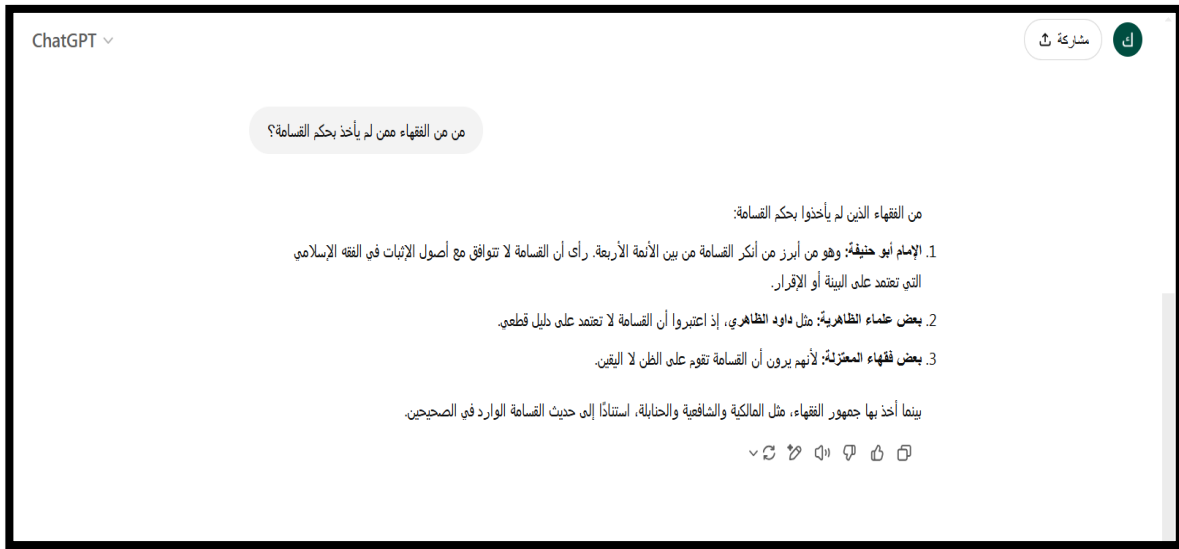 ChatGPT
مشاركة
ك
من من الفقهاء ممن لم يأخذ بحكم القسامة؟
من الفقهاء الذين لم يأخذوا بحكم القسامة:
1. الإمام أبو حنيفة: وهو من أبرز من أنكر القسامة من بين الأئمة الأربعة. رأى أن القسامة لا تتوافق مع أصول الإثبات في الفقه الإسلامي
التي تعتمد على البينة أو الإقرار.
2. بعض علماء الظاهرية: مثل داود الظاهري، إذ اعتبروا أن القسامة لا تعتمد على دليل قطعي.
3. بعض فقهاء المعتزلة: لأنهم يرون أن القسامة تقوم على الظن لا اليقين.
بينما أخذ بها جمهور الفقهاء، مثل المالكية والشافعية والحنابلة، استنادًا إلى حديث القسامة الوارد في الصحيحين.